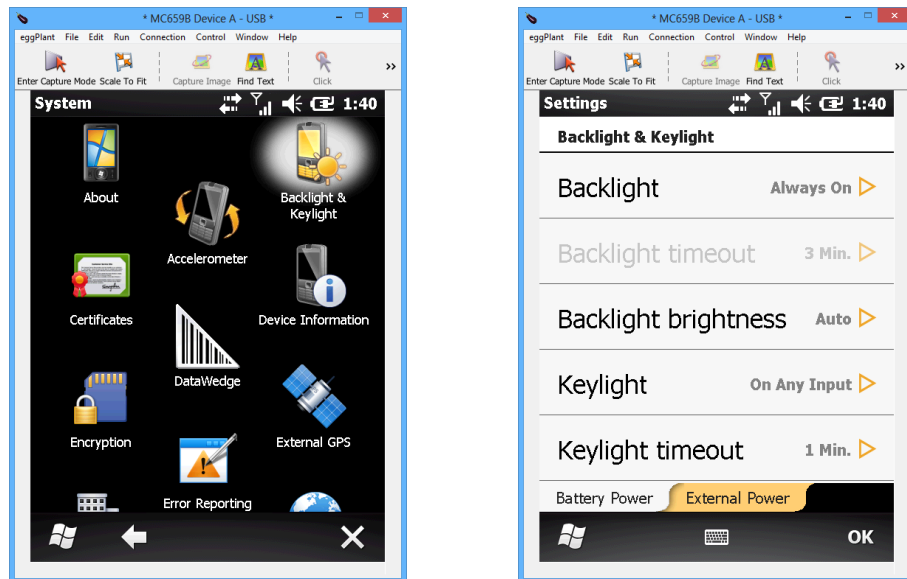 * MC659B Device A - USB *
eggPlant File Edit Run Connection Control Window Help
Enter Capture Mode Scale To Fit Capture Image Find Text Click
»
System 1:40
About
Backlight & Keylight
Accelerometer
Certificates
Device Information
DataWedge
Encryption
External GPS
Error Reporting
* MC659B Device A - USB *
eggPlant File Edit Run Connection Control Window Help
Enter Capture Mode Scale To Fit Capture Image Find Text Click
»
Settings 1:40
Backlight & Keylight
Backlight Always On
Backlight timeout 3 Min.
Backlight brightness Auto
Keylight On Any Input
Keylight timeout 1 Min.
Battery Power External Power
OK